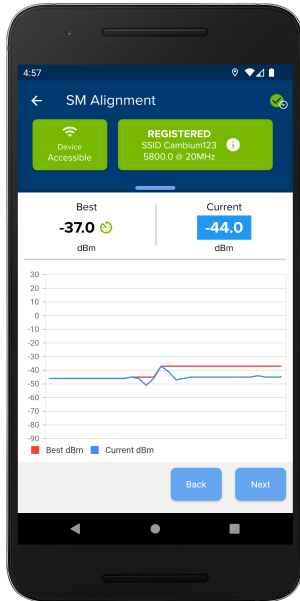 4:57
SM Alignment
Device
Accessible
REGISTERED
SSID Cambium123
5800.0 @ 20MHz
Best
-37.0
dBm
Current
-44.0
dBm
30
20
10
0
-10
-20
-30
-40
-50
-60
-70
-80
-90
Best dBm
Current dBm
Back
Next